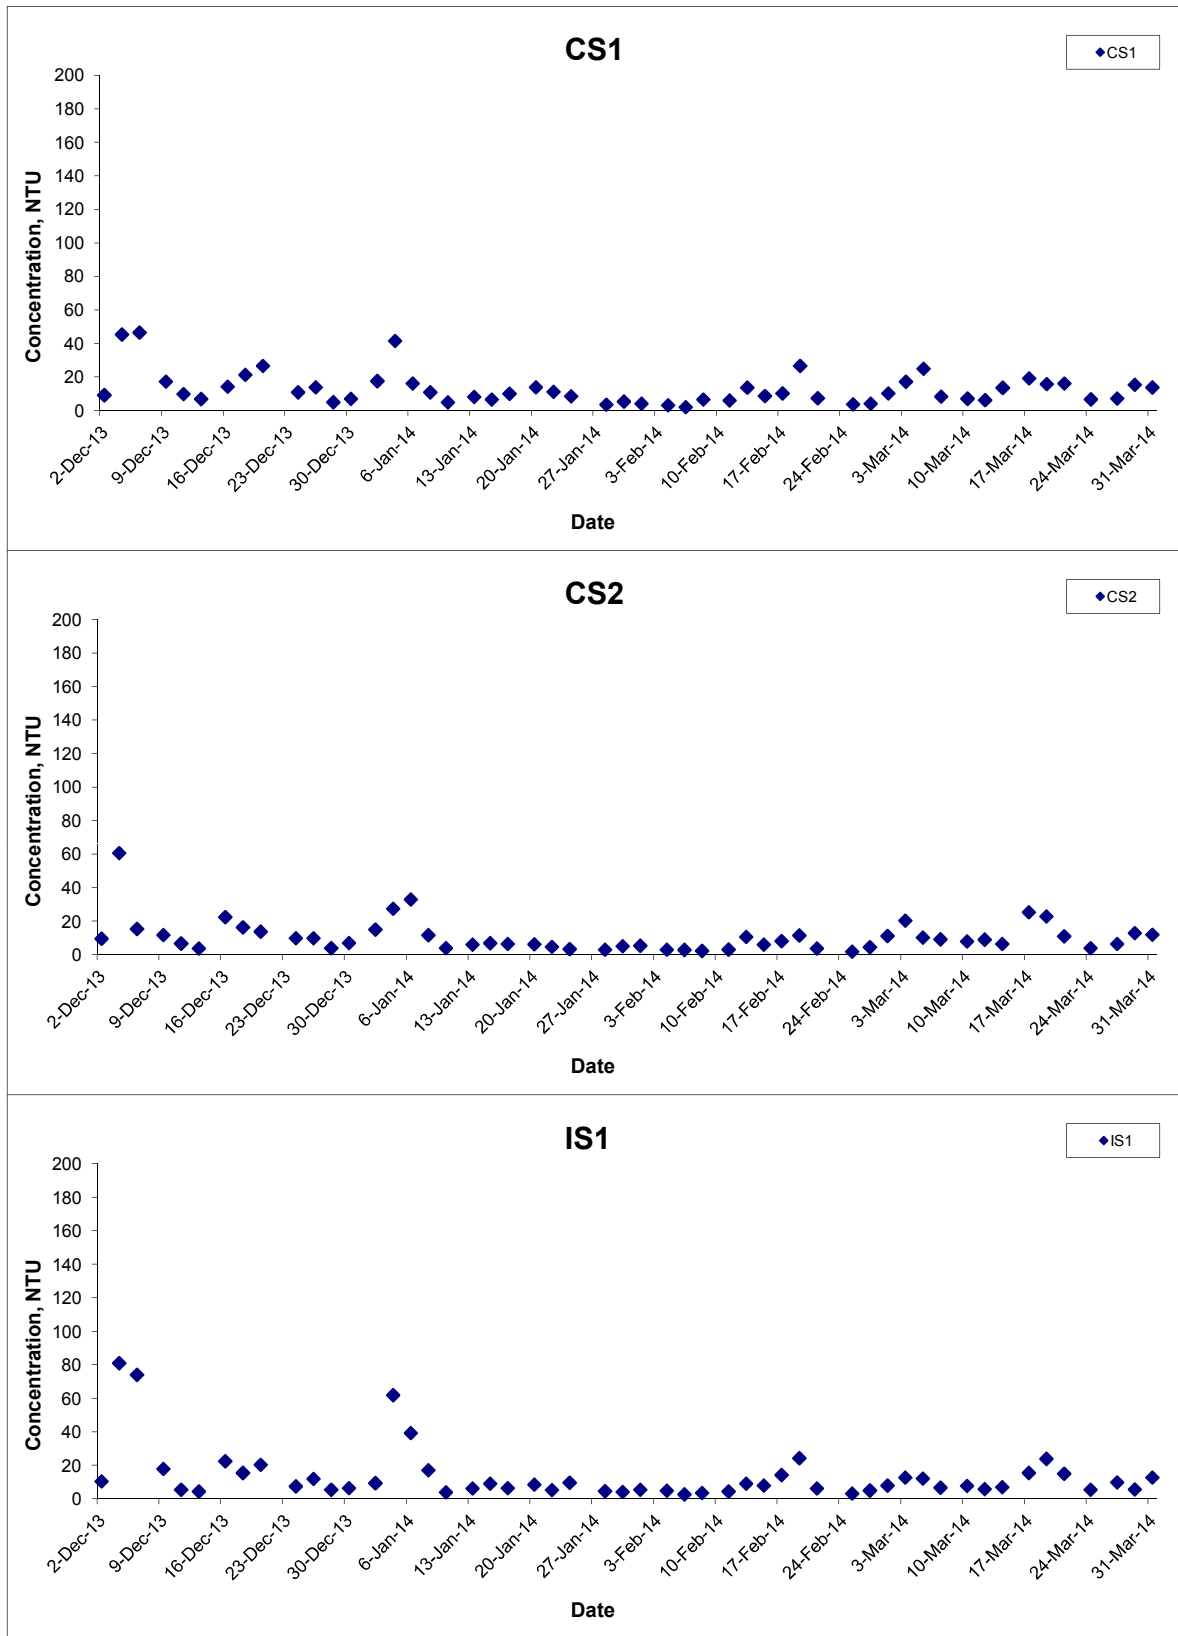 CS1
CS1
200
180
160
140
120
100
80
60
40
20
0
Concentration, NTU
2-Dec-13
9-Dec-13
16-Dec-13
23-Dec-13
30-Dec-13
6-Jan-14
13-Jan-14
20-Jan-14
27-Jan-14
3-Feb-14
10-Feb-14
17-Feb-14
24-Feb-14
3-Mar-14
10-Mar-14
17-Mar-14
24-Mar-14
31-Mar-14
Date
CS2
CS2
200
180
160
140
120
100
80
60
40
20
0
Concentration, NTU
2-Dec-13
9-Dec-13
16-Dec-13
23-Dec-13
30-Dec-13
6-Jan-14
13-Jan-14
20-Jan-14
27-Jan-14
3-Feb-14
10-Feb-14
17-Feb-14
24-Feb-14
3-Mar-14
10-Mar-14
17-Mar-14
24-Mar-14
31-Mar-14
Date
IS1
IS1
200
180
160
140
120
100
80
60
40
20
0
Concentration, NTU
2-Dec-13
9-Dec-13
16-Dec-13
23-Dec-13
30-Dec-13
6-Jan-14
13-Jan-14
20-Jan-14
27-Jan-14
3-Feb-14
10-Feb-14
17-Feb-14
24-Feb-14
3-Mar-14
10-Mar-14
17-Mar-14
24-Mar-14
31-Mar-14
Date